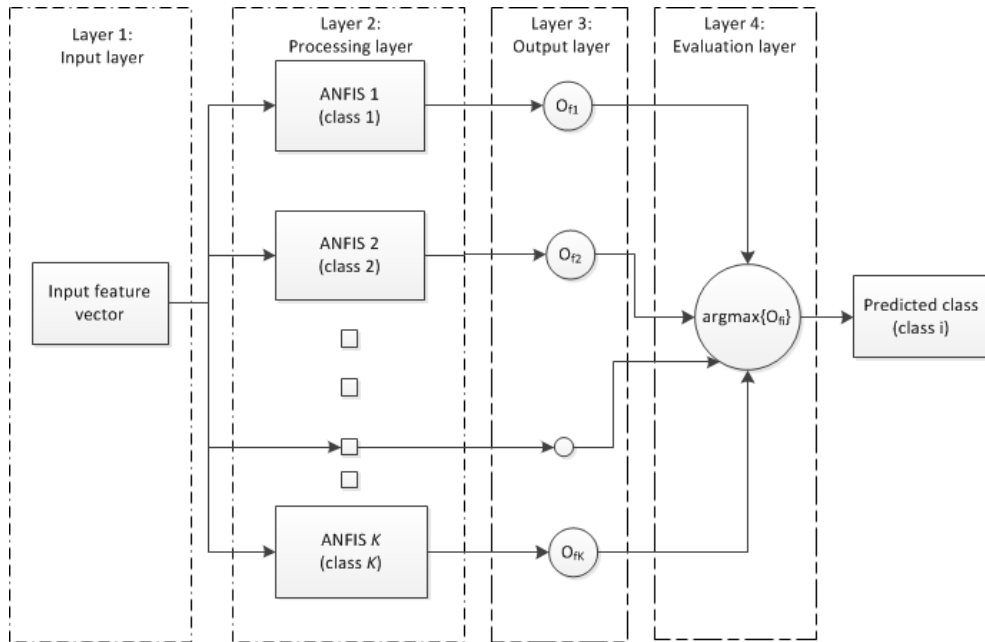 Layer 1:
Input layer
Layer 2:
Processing layer
Layer 3:
Output layer
Layer 4:
Evaluation layer
ANFIS 1
(class 1)
Of1
ANFIS 2
(class 2)
Of2
Input feature
vector
argmax{Ofi}
Predicted class
(class i)
ANFIS K
(class K)
OfK